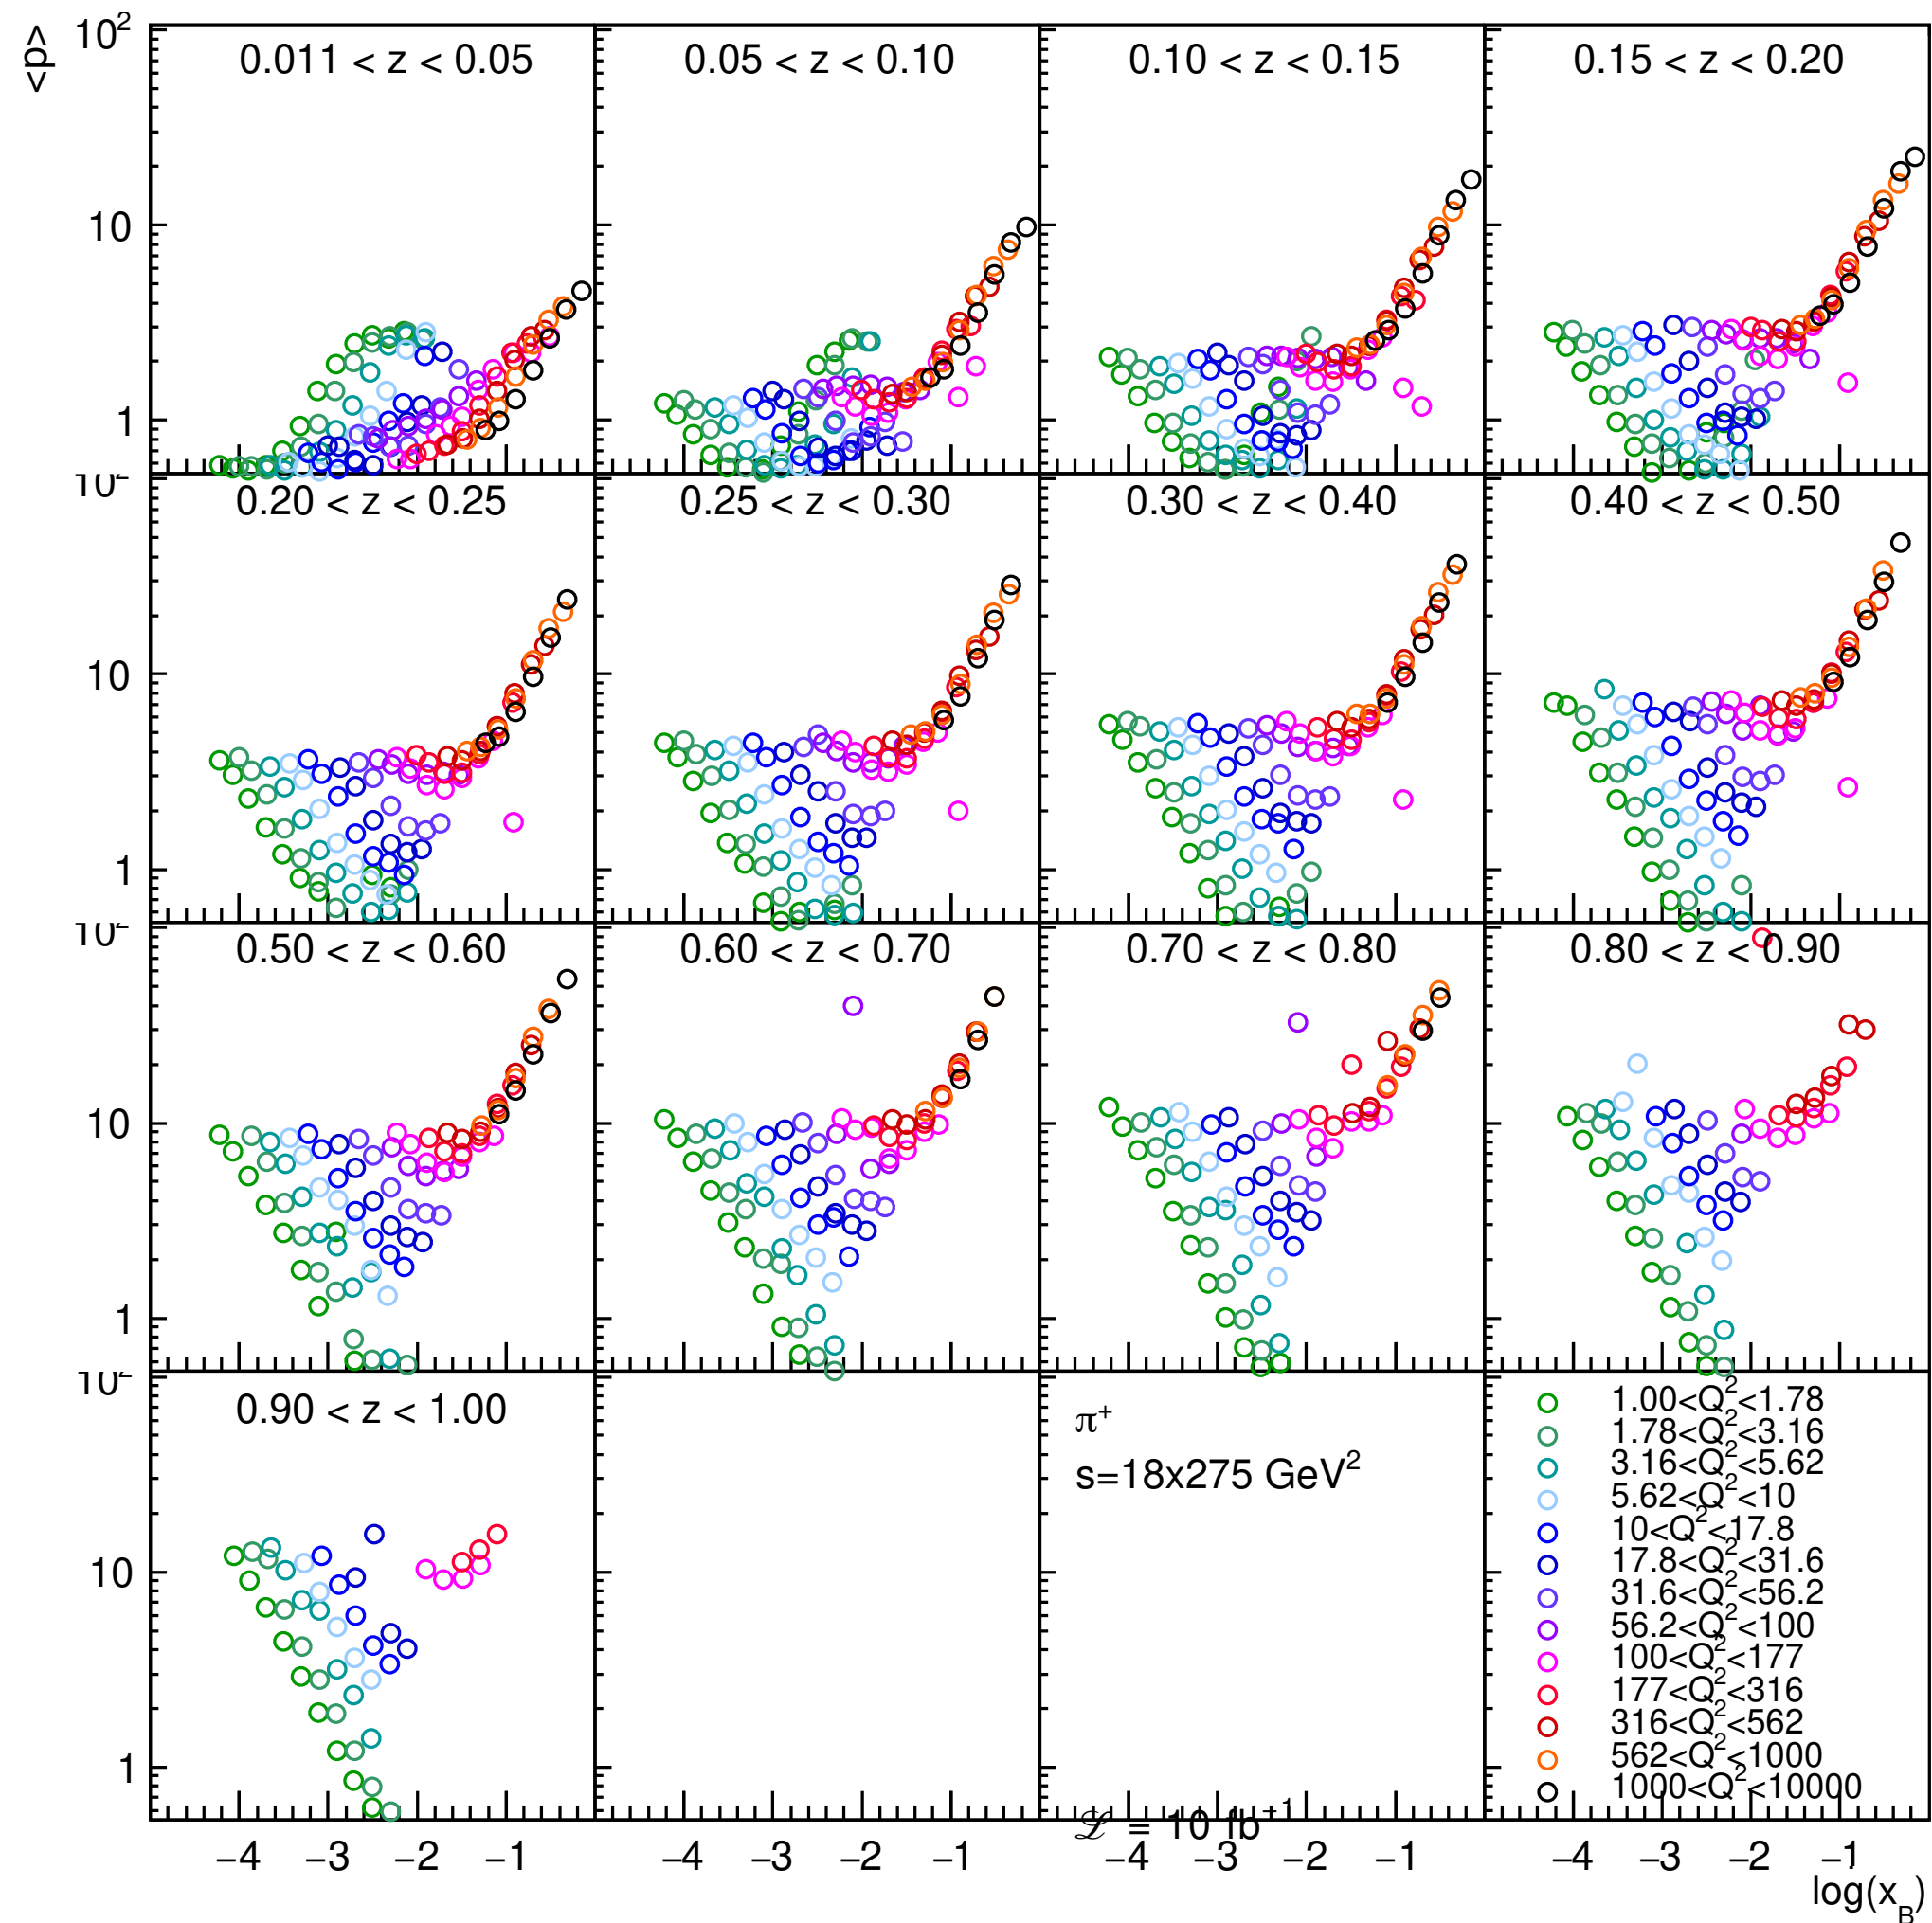 <p>
10²
0.011 < z < 0.05
0.05 < z < 0.10
0.10 < z < 0.15
0.15 < z < 0.20
10
1
10²
0.20 < z < 0.25
0.25 < z < 0.30
0.30 < z < 0.40
0.40 < z < 0.50
10
1
10²
0.50 < z < 0.60
0.60 < z < 0.70
0.70 < z < 0.80
0.80 < z < 0.90
10
1
10²
0.90 < z < 1.00
10
1
π⁺
s=18x275 GeV²
ℒ = 10 fb⁻¹
1.00<Q²<1.78
1.78<Q²<3.16
3.16<Q²<5.62
5.62<Q²<10
10<Q²<17.8
17.8<Q²<31.6
31.6<Q²<56.2
56.2<Q²<100
100<Q²<177
177<Q²<316
316<Q²<562
562<Q²<1000
1000<Q²<10000
−4 −3 −2 −1
−4 −3 −2 −1
−4 −3 −2 −1
−4 −3 −2 −1
log(x_B)